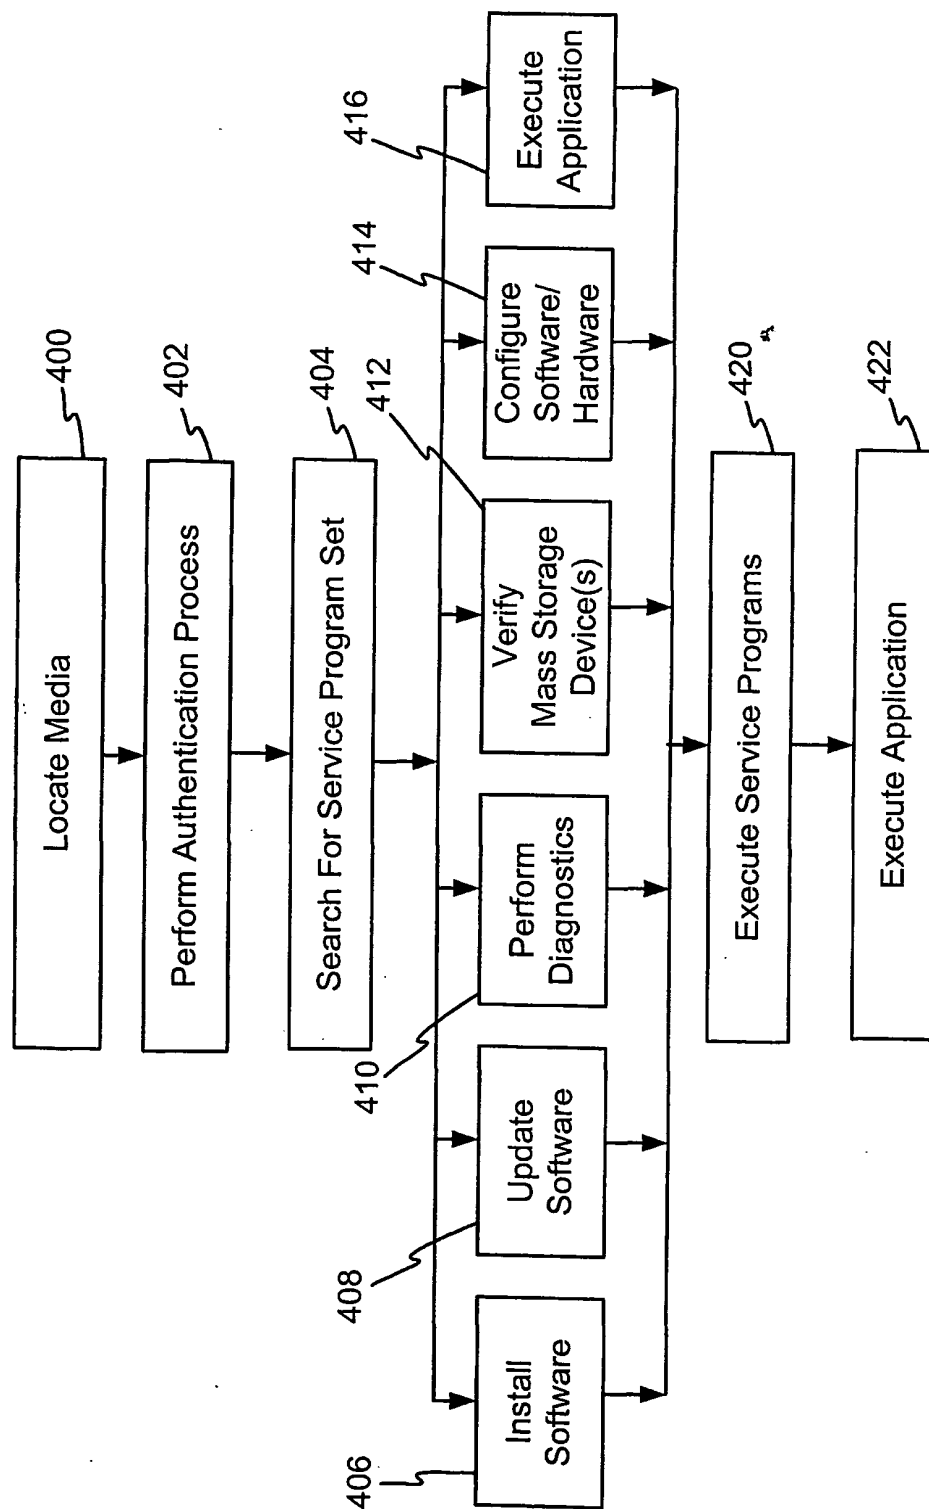 Locate Media
400
Perform Authentication Process
402
Search For Service Program Set
404
406
Install
Software
408
Update
Software
410
Perform
Diagnostics
412
Verify
Mass Storage
Device(s)
414
Configure
Software/
Hardware
416
Execute
Application
Execute Service Programs
420
Execute Application
422